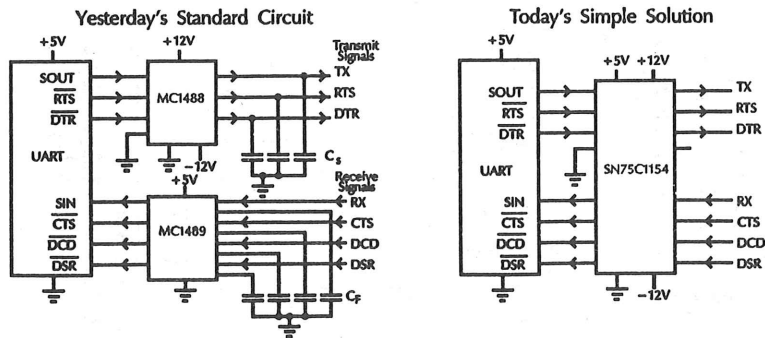 Yesterday's Standard Circuit
+5V
+12V
Transmit
Signals
SOUT
TX
RTS
MC1488
RTS
DTR
DTR
UART
-12V
CS
+5V
Receive
Signals
SIN
RX
CTS
MC1489
CTS
DCD
DCD
DSR
DSR
CF
Today's Simple Solution
+5V
+5V +12V
SOUT
TX
RTS
RTS
DTR
DTR
UART
SN75C1154
SIN
RX
CTS
CTS
DCD
DCD
DSR
DSR
-12V